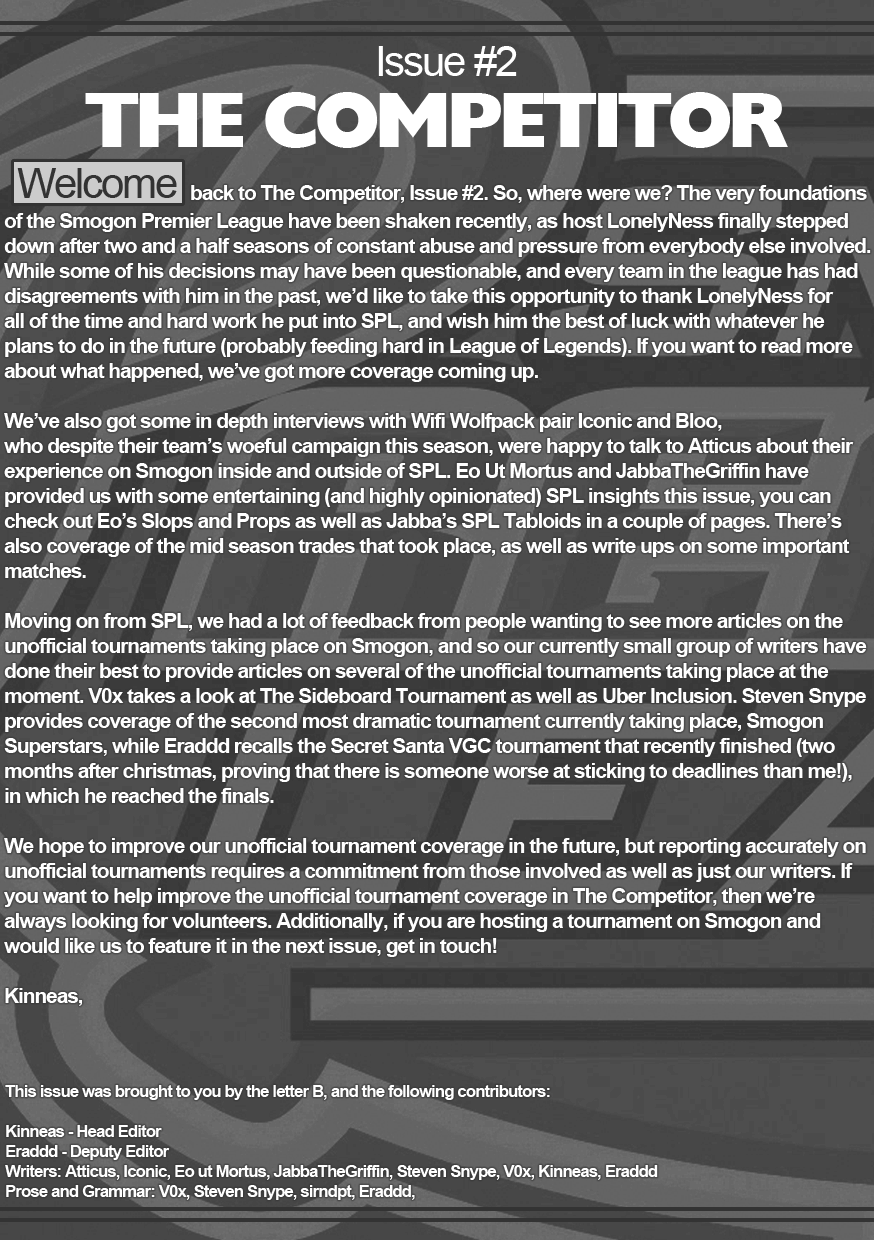 Issue #2
THE COMPETITOR
Welcome back to The Competitor, Issue #2. So, where were we? The very foundations
of the Smogon Premier League have been shaken recently, as host LonelyNess finally stepped
down after two and a half seasons of constant abuse and pressure from everybody else involved.
While some of his decisions may have been questionable, and every team in the league has had
disagreements with him in the past, we’d like to take this opportunity to thank LonelyNess for
all of the time and hard work he put into SPL, and wish him the best of luck with whatever he
plans to do in the future (probably feeding hard in League of Legends). If you want to read more
about what happened, we’ve got more coverage coming up.
We’ve also got some in depth interviews with Wifi Wolfpack pair Iconic and Bloo,
who despite their team’s woeful campaign this season, were happy to talk to Atticus about their
experience on Smogon inside and outside of SPL. Eo Ut Mortus and JabbaTheGriffin have
provided us with some entertaining (and highly opinionated) SPL insights this issue, you can
check out Eo’s Slops and Props as well as Jabba’s SPL Tabloids in a couple of pages. There’s
also coverage of the mid season trades that took place, as well as write ups on some important
matches.
Moving on from SPL, we had a lot of feedback from people wanting to see more articles on the
unofficial tournaments taking place on Smogon, and so our currently small group of writers have
done their best to provide articles on several of the unofficial tournaments taking place at the
moment. V0x takes a look at The Sideboard Tournament as well as Uber Inclusion. Steven Snype
provides coverage of the second most dramatic tournament currently taking place, Smogon
Superstars, while Eraddd recalls the Secret Santa VGC tournament that recently finished (two
months after christmas, proving that there is someone worse at sticking to deadlines than me!),
in which he reached the finals.
We hope to improve our unofficial tournament coverage in the future, but reporting accurately on
unofficial tournaments requires a commitment from those involved as well as just our writers. If
you want to help improve the unofficial tournament coverage in The Competitor, then we’re
always looking for volunteers. Additionally, if you are hosting a tournament on Smogon and
would like us to feature it in the next issue, get in touch!
Kinneas,
This issue was brought to you by the letter B, and the following contributors:
Kinneas - Head Editor
Eraddd - Deputy Editor
Writers: Atticus, Iconic, Eo ut Mortus, JabbaTheGriffin, Steven Snype, V0x, Kinneas, Eraddd
Prose and Grammar: V0x, Steven Snype, sirndpt, Eraddd,